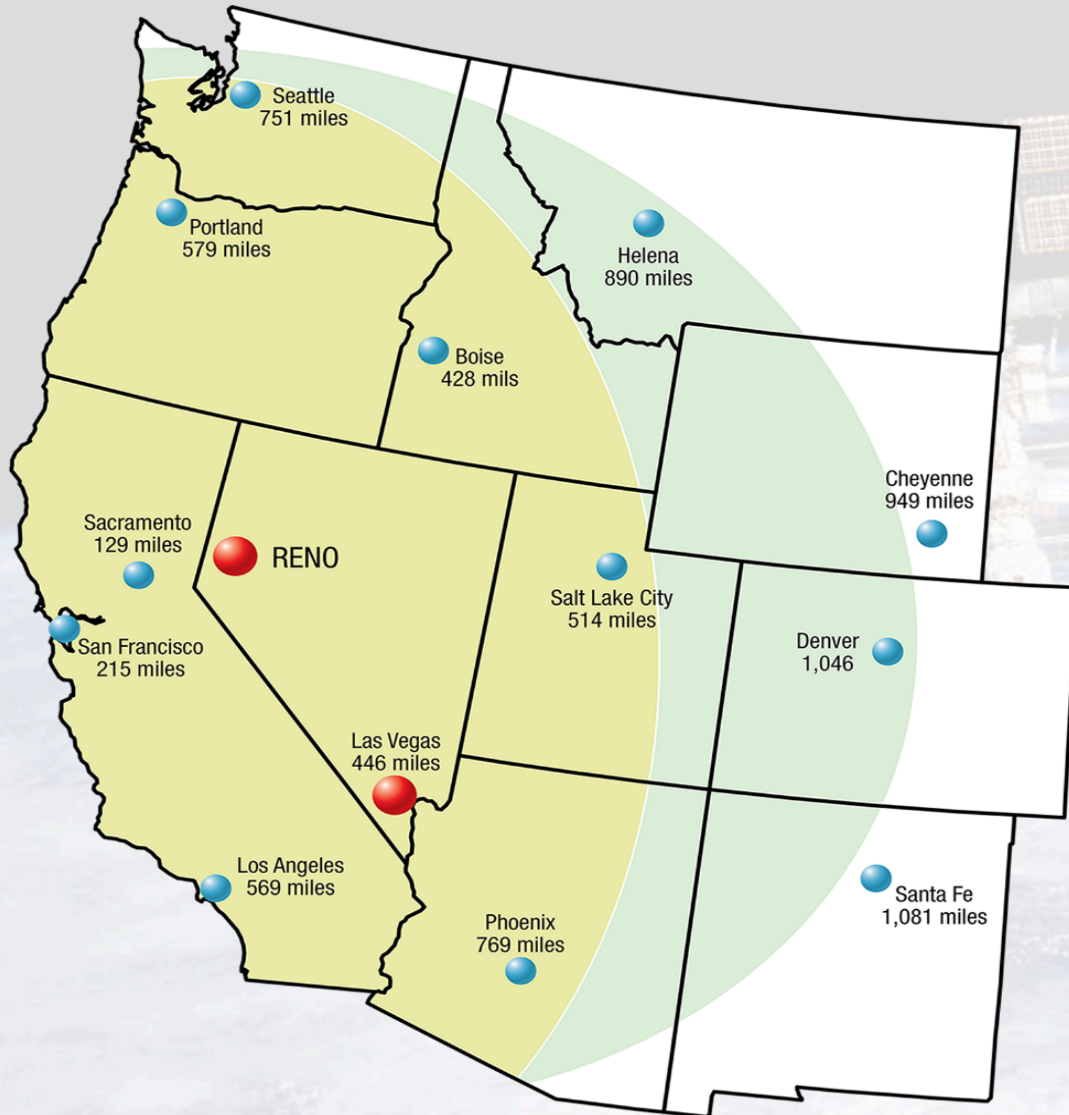 Seattle
751 miles
Portland
579 miles
Helena
890 miles
Boise
428 mils
Cheyenne
949 miles
Sacramento
129 miles
RENO
Salt Lake City
514 miles
San Francisco
215 miles
Denver
1,046
Las Vegas
446 miles
Los Angeles
569 miles
Santa Fe
1,081 miles
Phoenix
769 miles